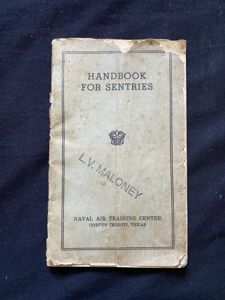 HANDBOOK
FOR SENTRIES
L.V. MALONEY
NAVAL AIR TRAINING CENTER
CORPUS CHRISTI, TEXAS